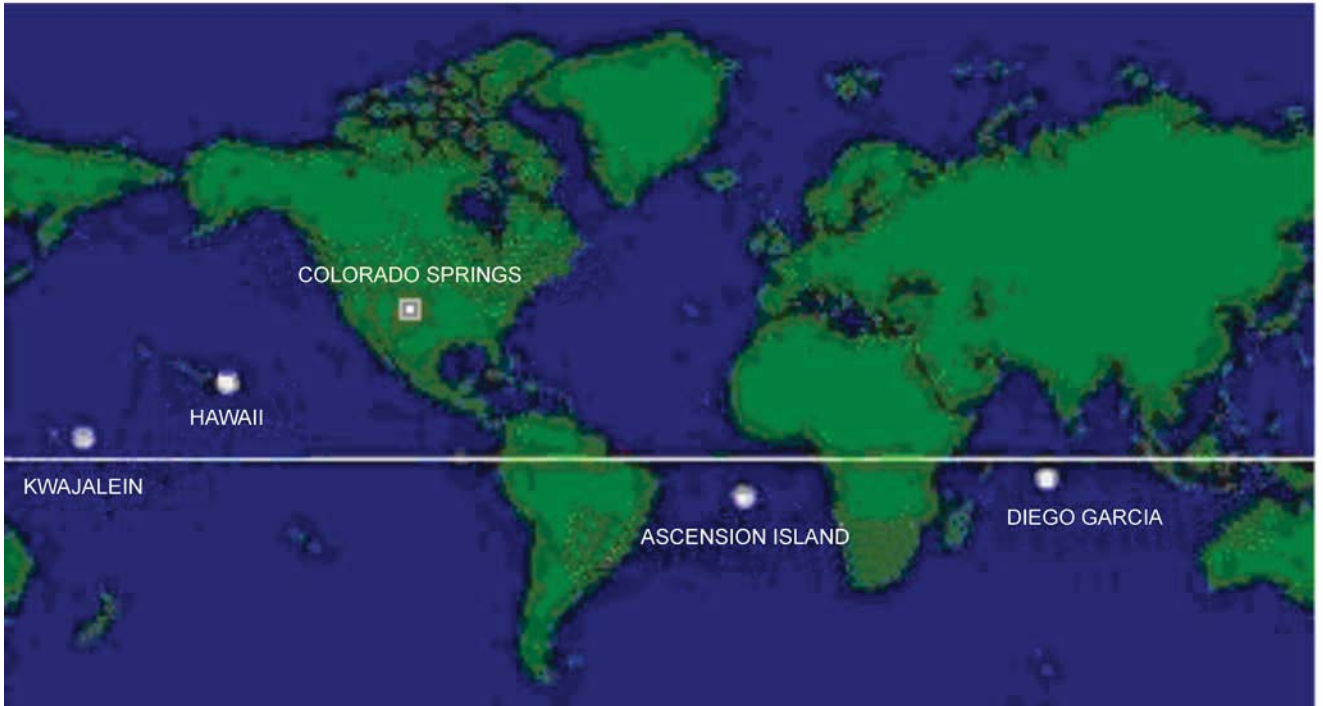 COLORADO SPRINGS
HAWAII
KWAJALEIN
ASCENSION ISLAND
DIEGO GARCIA